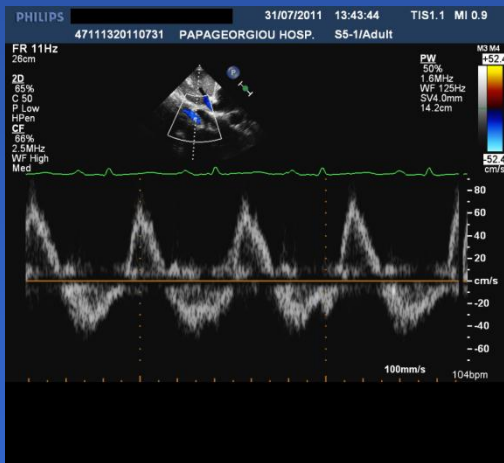 PHILIPS 31/07/2011 13:43:44 TIS1.1 MI 0.9
47111320110731 PAPAGEORGIOU HOSP. S5-1/Adult
FR 11Hz
26cm
2D
65%
C 50
P Low
HPen
CF
66%
2.5MHz
WF High
Med
P
PW
50%
1.6MHz
WF 125Hz
SV4.0mm
14.2cm
M3 M4
+52.4
-52.4
cm/s
80
60
40
20
cm/s
-20
-40
-60
100mm/s
104bpm